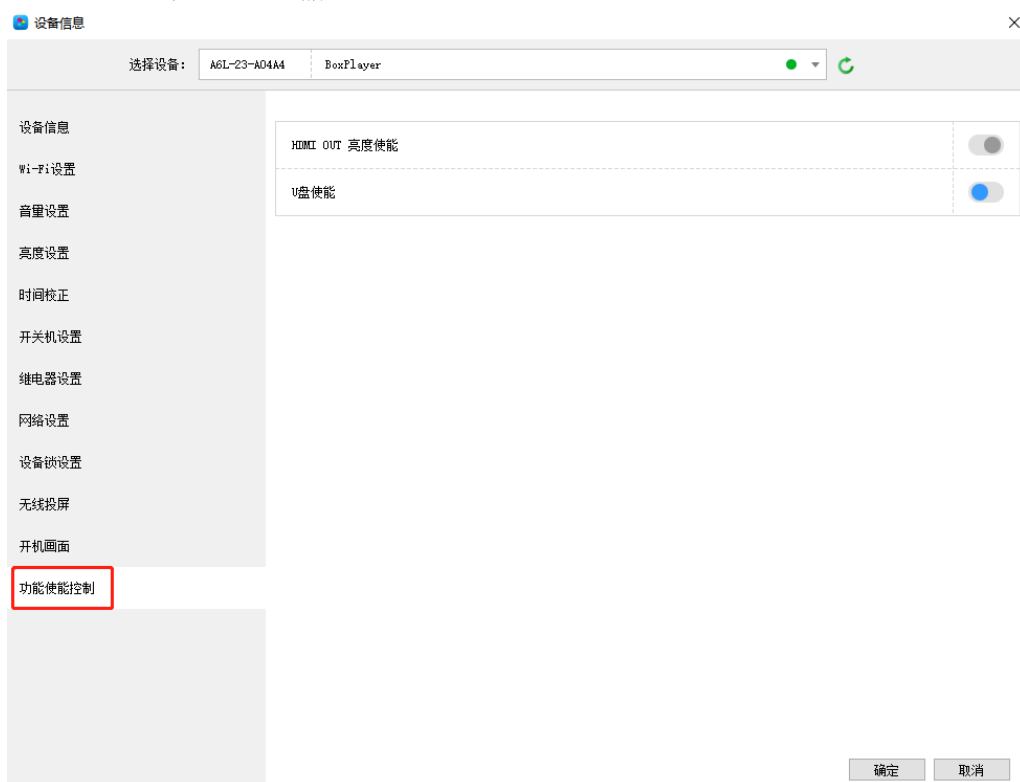 设备信息
选择设备： A6L-23-A04A4 BoxPlayer
设备信息
Wi-Fi设置
音量设置
亮度设置
时间校正
开关机设置
继电器设置
网络设置
设备锁设置
无线投屏
开机画面
功能使能控制
HDMI OUT 亮度使能
U盘使能
确定 取消